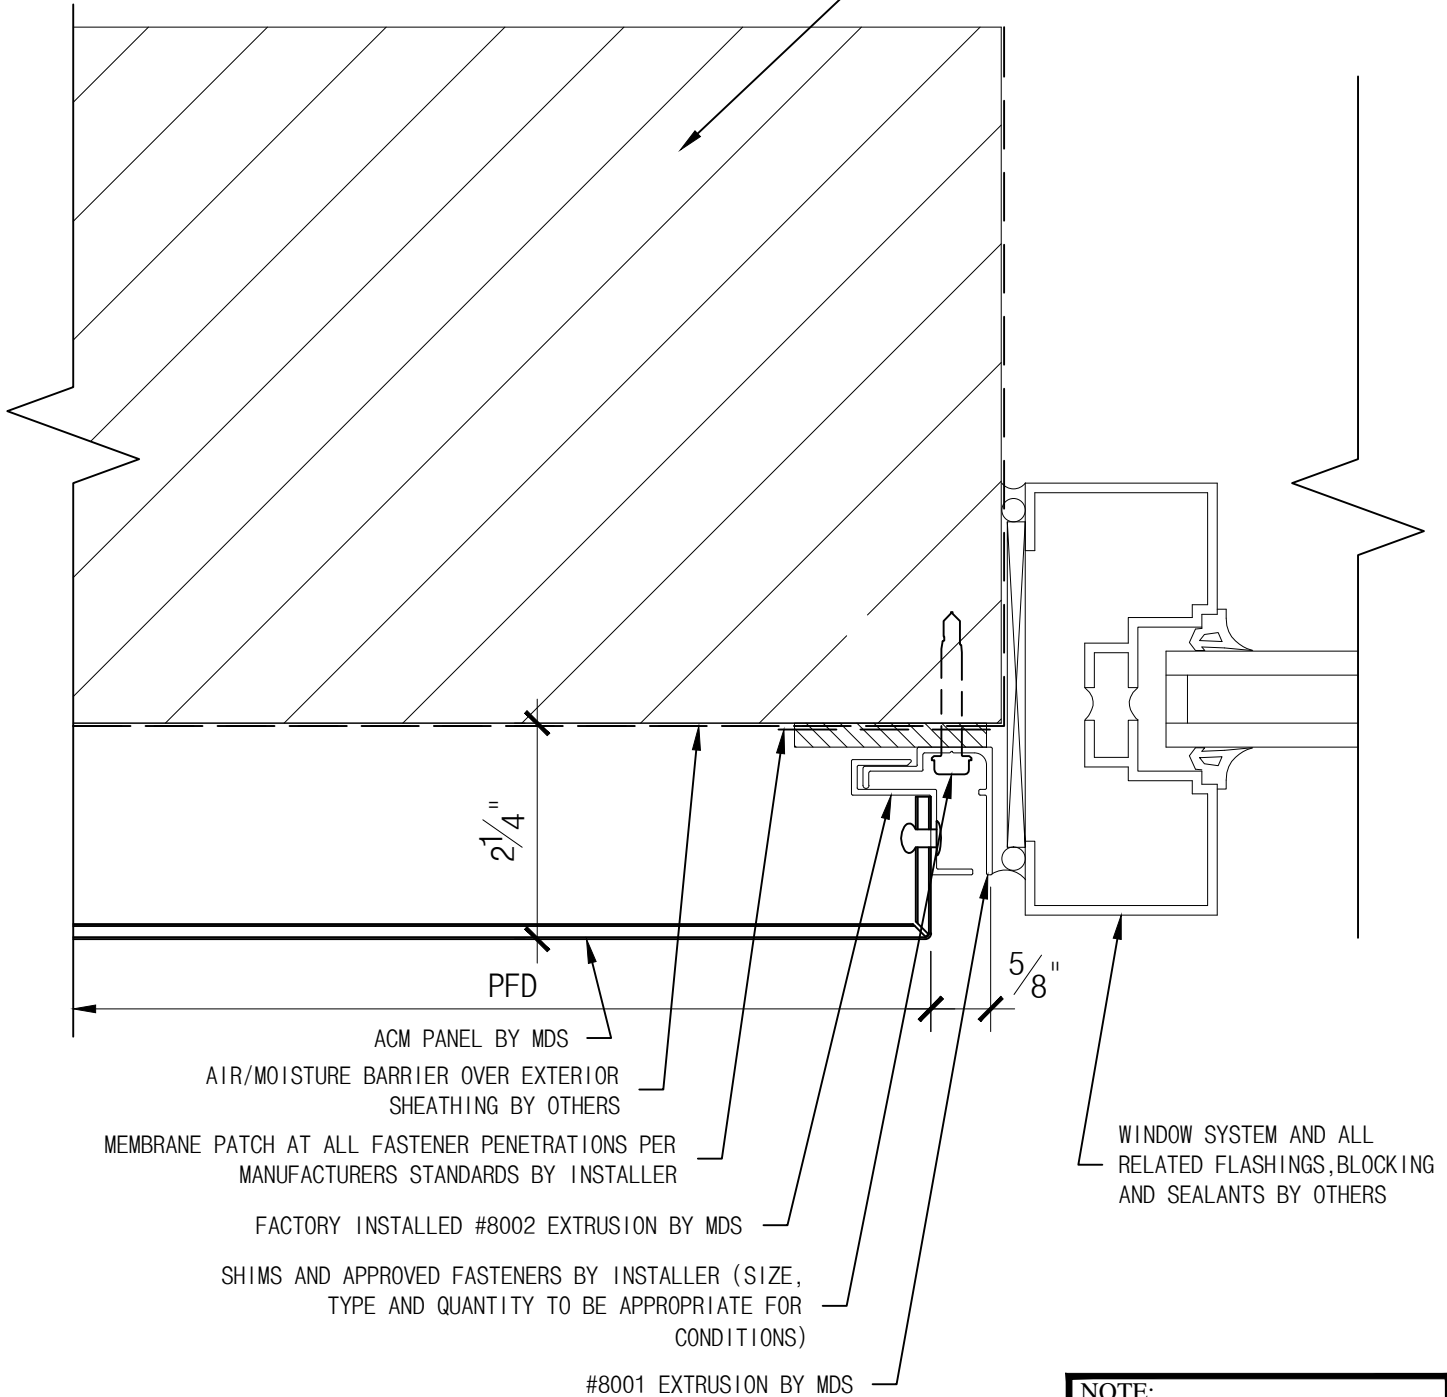 2 1/4"
PFD
5/8"
ACM PANEL BY MDS
AIR/MOISTURE BARRIER OVER EXTERIOR
SHEATHING BY OTHERS
MEMBRANE PATCH AT ALL FASTENER PENETRATIONS PER
MANUFACTURERS STANDARDS BY INSTALLER
FACTORY INSTALLED #8002 EXTRUSION BY MDS
SHIMS AND APPROVED FASTENERS BY INSTALLER (SIZE,
TYPE AND QUANTITY TO BE APPROPRIATE FOR
CONDITIONS)
#8001 EXTRUSION BY MDS
WINDOW SYSTEM AND ALL
RELATED FLASHINGS,BLOCKING
AND SEALANTS BY OTHERS
NOTE: